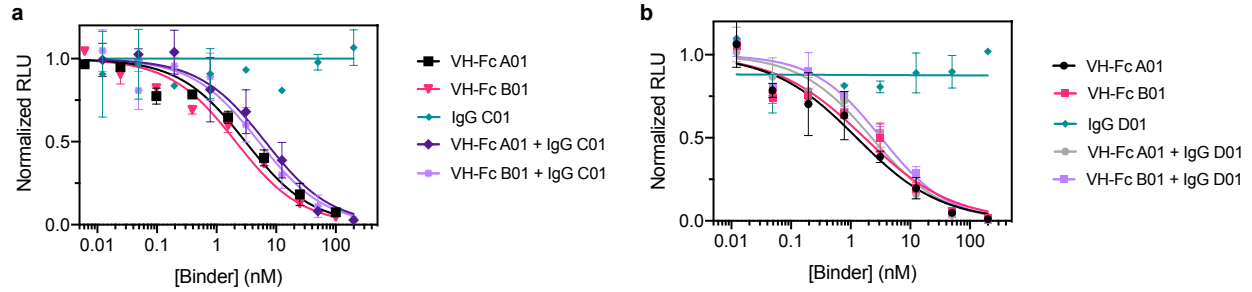 a
Normalized RLU
1.0
0.5
0.0
0.01
0.1
1
10
100
[Binder] (nM)
VH-Fc A01
VH-Fc B01
IgG C01
VH-Fc A01 + IgG C01
VH-Fc B01 + IgG C01
b
Normalized RLU
1.0
0.5
0.0
0.01
0.1
1
10
100
[Binder] (nM)
VH-Fc A01
VH-Fc B01
IgG D01
VH-Fc A01 + IgG D01
VH-Fc B01 + IgG D01